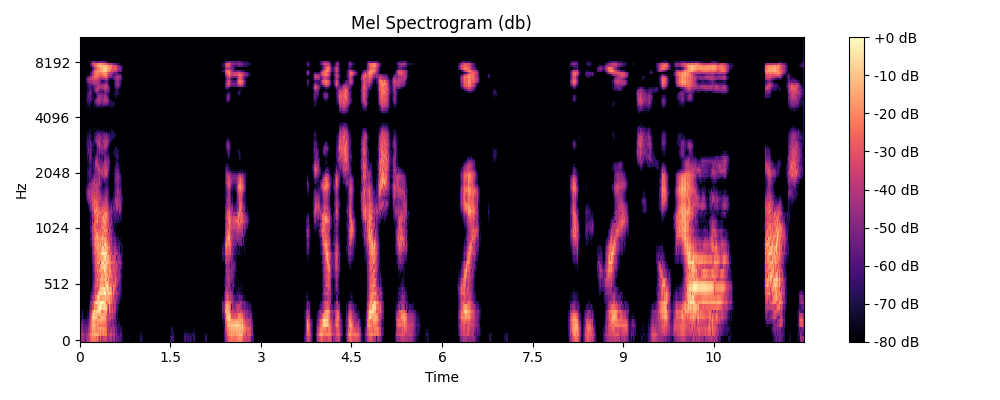 Mel Spectrogram (db)
8192
4096
2048
1024
512
0
Hz
0 1.5 3 4.5 6 7.5 9 10
Time
+0 dB
-10 dB
-20 dB
-30 dB
-40 dB
-50 dB
-60 dB
-70 dB
-80 dB